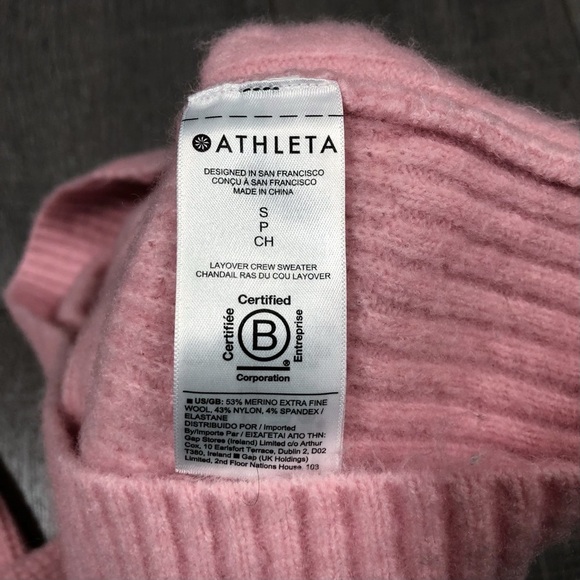 ATHLETA
DESIGNED IN SAN FRANCISCO
CONÇU À SAN FRANCISCO
MADE IN CHINA
S
P
CH
LAYOVER CREW SWEATER
CHANDAIL RAS DU COU LAYOVER
Certified
Certifiée
B
Entreprise
®
Corporation
■ US/GB: 53% MERINO EXTRA FINE
WOOL, 43% NYLON, 4% SPANDEX /
ELASTANE
DISTRIBUIDO POR / Imported
By/Importe Par / ΕΙΣΑΓΕΤΑΙ ΑΠΟ ΤΗΝ:
Gap Stores (Ireland) Limited c/o Arthur
Cox, 10 Earlsfort Terrace, Dublin 2, D02
T380, Ireland ■ Gap (UK Holdings)
Limited, 2nd Floor Nations House, 103